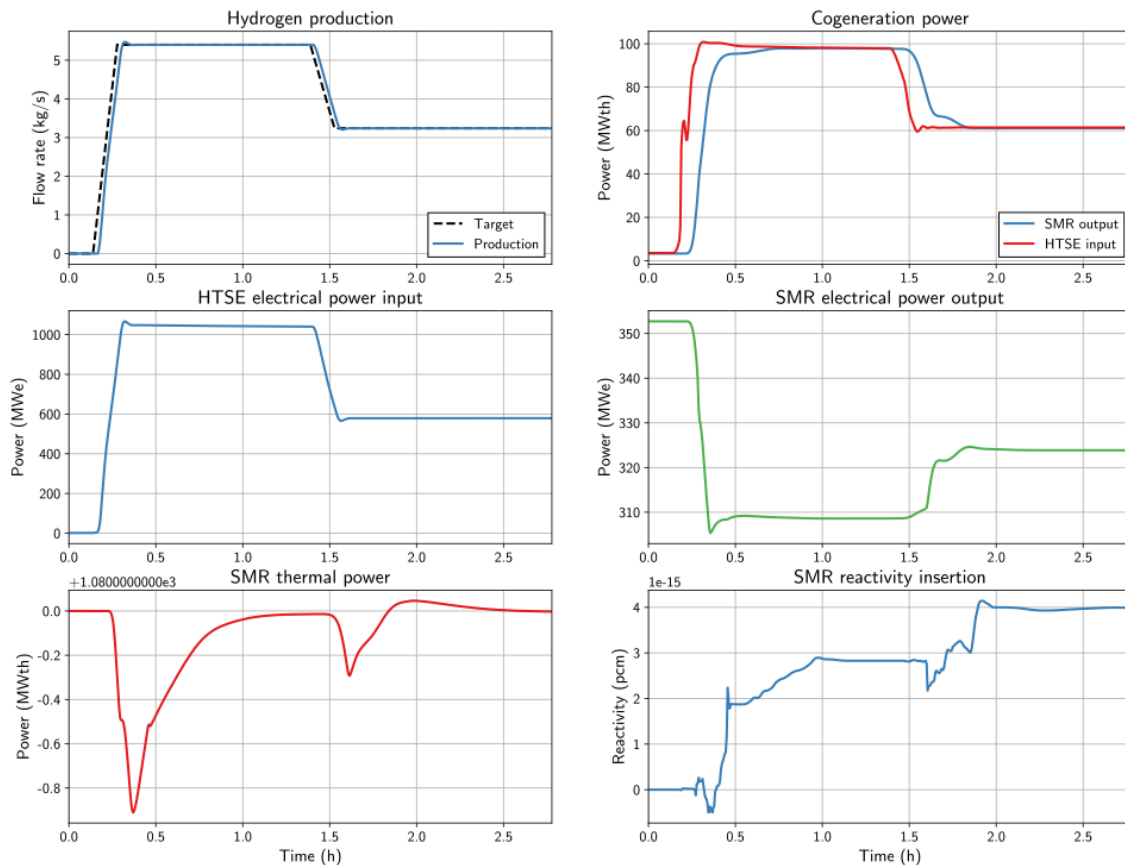 Hydrogen production
Flow rate (kg/s)
5
4
3
2
1
0
Target
Production
0.0 0.5 1.0 1.5 2.0 2.5
Cogeneration power
Power (MWth)
100
80
60
40
20
0
SMR output
HTSE input
0.0 0.5 1.0 1.5 2.0 2.5
HTSE electrical power input
Power (MWe)
1000
800
600
400
200
0
0.0 0.5 1.0 1.5 2.0 2.5
SMR electrical power output
Power (MWe)
350
340
330
320
310
0.0 0.5 1.0 1.5 2.0 2.5
+1.0800000000e3
SMR thermal power
Power (MWth)
0.0
-0.2
-0.4
-0.6
-0.8
0.0 0.5 1.0 1.5 2.0 2.5
Time (h)
1e-15
SMR reactivity insertion
Reactivity (pcm)
4
3
2
1
0
0.0 0.5 1.0 1.5 2.0 2.5
Time (h)